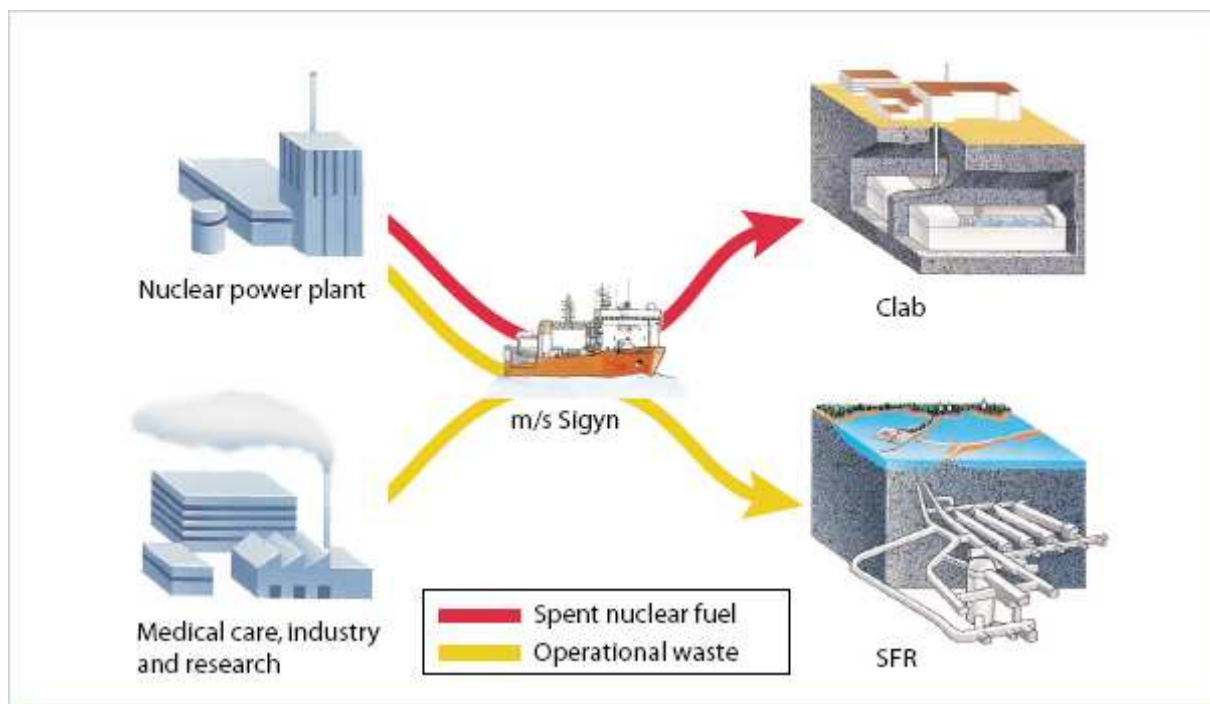 Nuclear power plant
Clab
m/s Sigyn
Medical care, industry
and research
Spent nuclear fuel
Operational waste
SFR